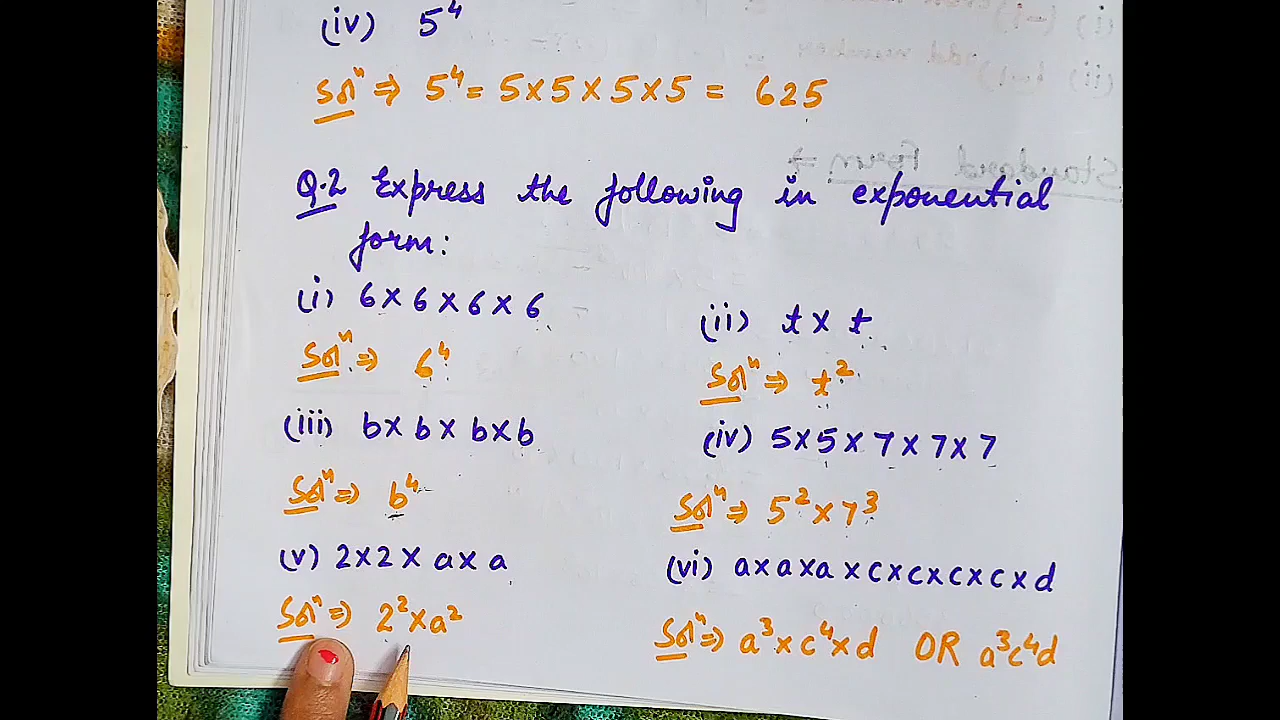 (iv) 5⁴
Solⁿ ⇒ 5⁴ = 5×5×5×5 = 625
Q.2 Express the following in exponential
form:
(i) 6×6×6×6
(ii) t×t
Solⁿ ⇒ 6⁴
Solⁿ ⇒ t²
(iii) b×b×b×b
(iv) 5×5×7×7×7
Solⁿ ⇒ b⁴
Solⁿ ⇒ 5²×7³
(v) 2×2×a×a
(vi) a×a×a×c×c×c×c×d
Solⁿ ⇒ 2²×a²
Solⁿ ⇒ a³×c⁴×d OR a³c⁴d